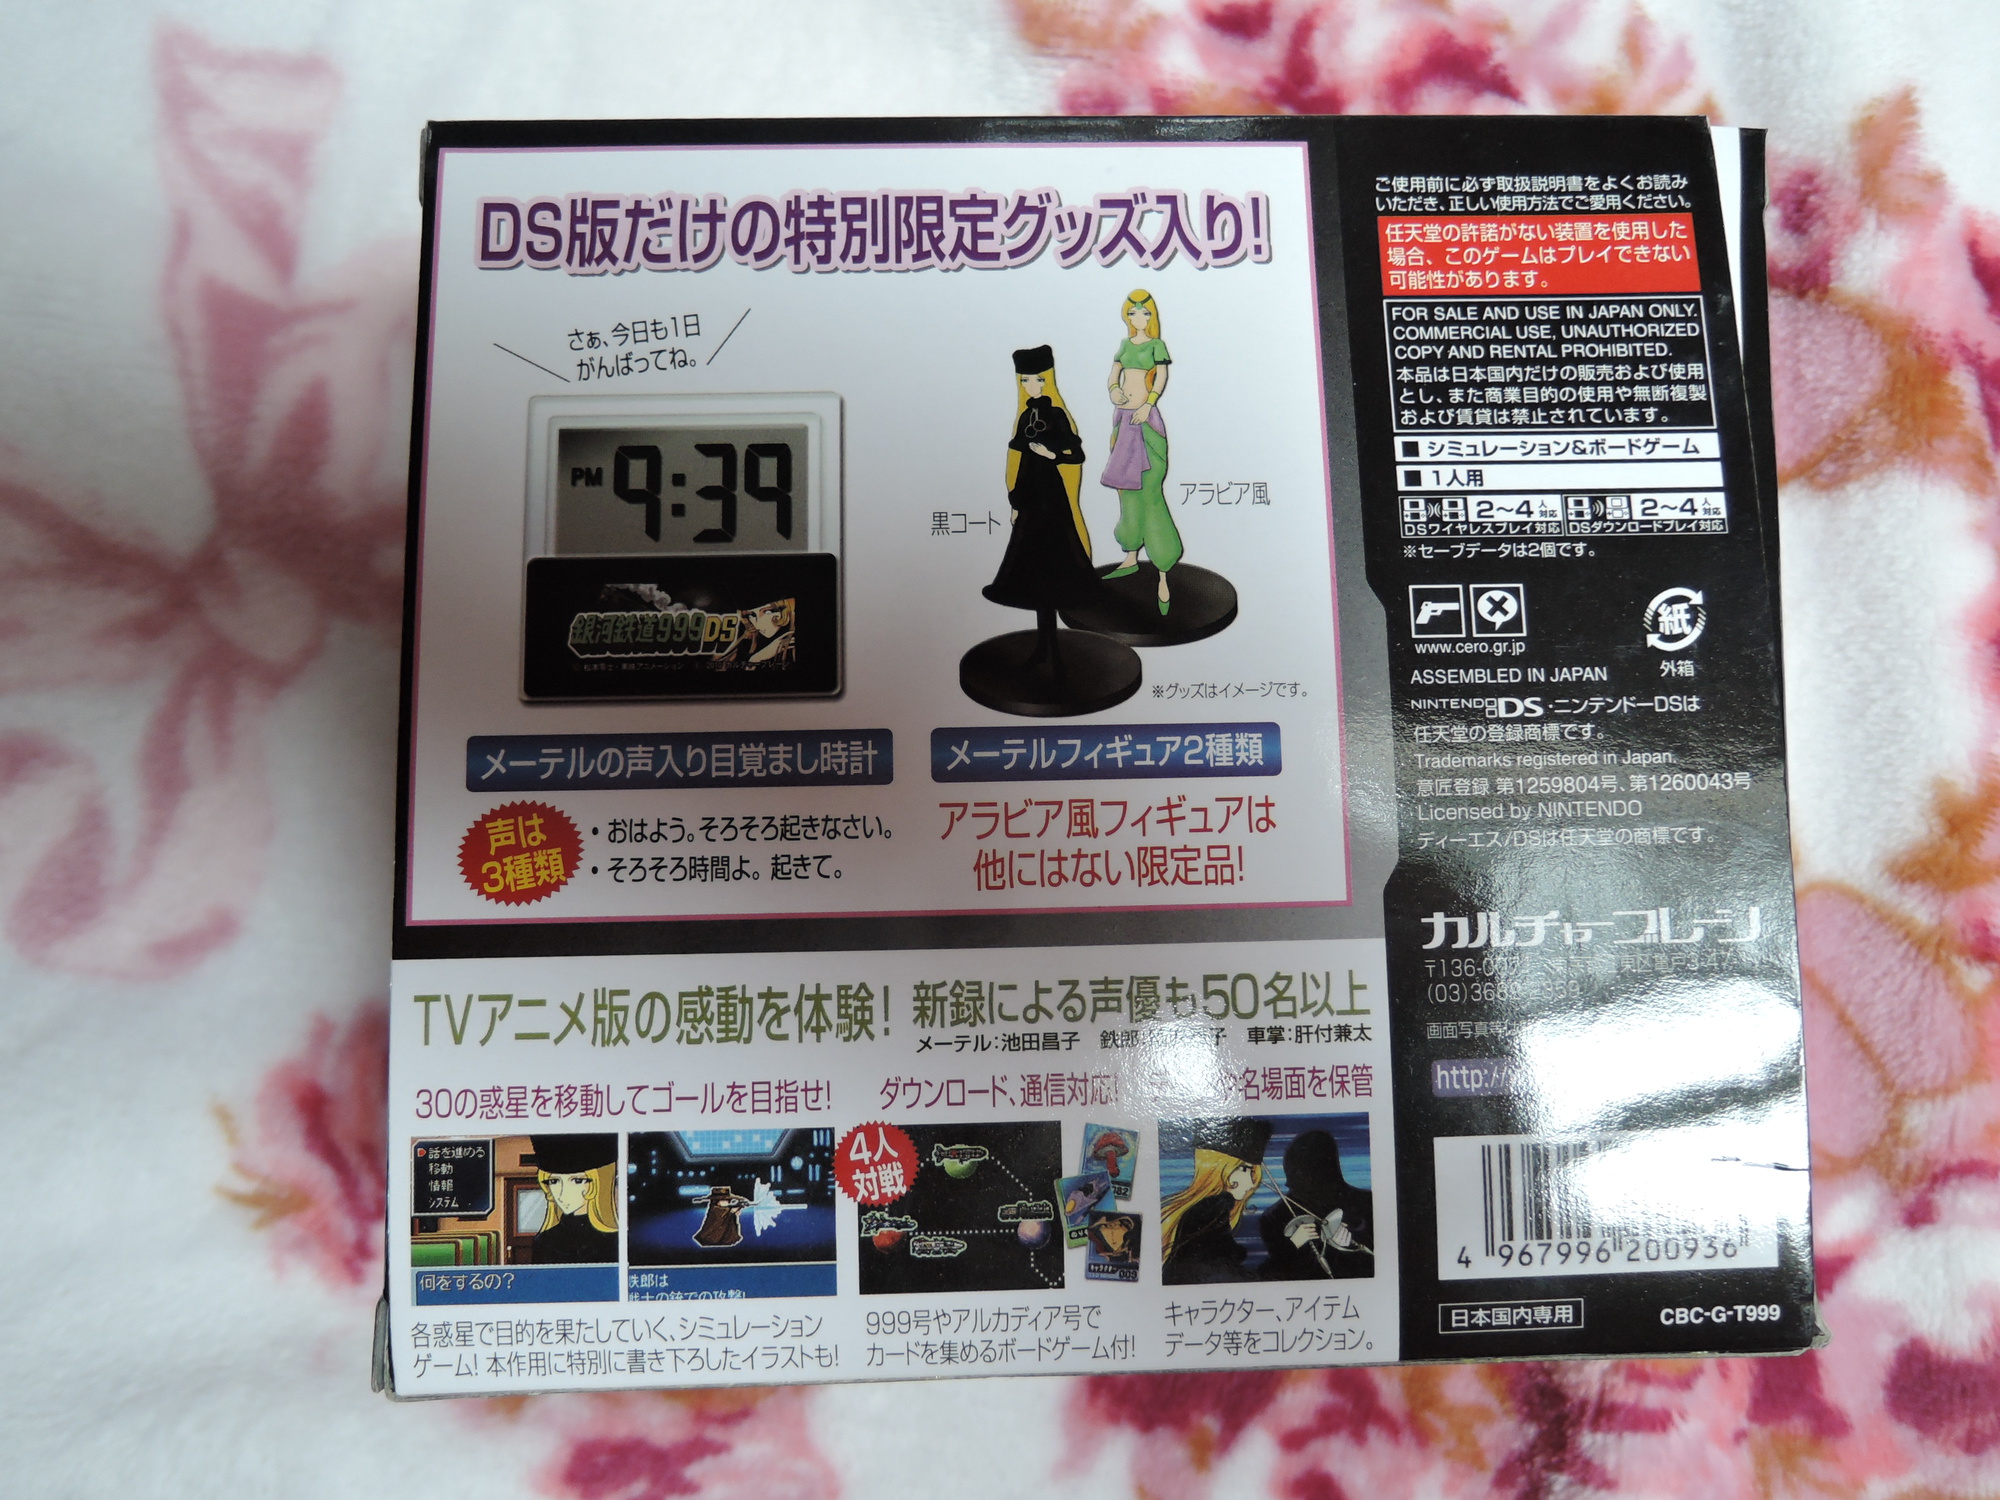 DS版だけの特別限定グッズ入り!
さぁ、今日も1日
がんばってね。
PM 9:39
銀河鉄道999DS
黒コート
アラビア風
※グッズはイメージです。
メーテルの声入り目覚まし時計
メーテルフィギュア2種類
声は
3種類
・おはよう。そろそろ起きなさい。
・そろそろ時間よ。起きて。
アラビア風フィギュアは
他にはない限定品!
TVアニメ版の感動を体験!
新録による声優も50名以上
メーテル:池田昌子 鉄郎: 子 車掌:肝付兼太
30の惑星を移動してゴールを目指せ!
話を進める
移動
情報
システム
何をするの?
鉄郎は
戦士の銃での攻撃!
各惑星で目的を果たしていく、シミュレーション
ゲーム!本作用に特別に書き下ろしたイラストも!
ダウンロード、通信対応!
4人
対戦
999号やアルカディア号で
カードを集めるボードゲーム付!
名場面を保管
キャラクター、アイテム
データ等をコレクション。
ご使用前に必ず取扱説明書をよくお読み
いただき、正しい使用方法でご愛用ください。
任天堂の許諾がない装置を使用した
場合、このゲームはプレイできない
可能性があります。
FOR SALE AND USE IN JAPAN ONLY.
COMMERCIAL USE, UNAUTHORIZED
COPY AND RENTAL PROHIBITED.
本品は日本国内だけの販売および使用
とし、また商業目的の使用や無断複製
および賃貸は禁止されています。
■ シミュレーション&ボードゲーム
■ 1人用
2~4人対応 2~4人対応
DSワイヤレスプレイ対応 DSダウンロードプレイ対応
※セーブデータは2個です。
www.cero.gr.jp
紙
外箱
ASSEMBLED IN JAPAN
NINTENDO DS・ニンテンドーDSは
任天堂の登録商標です。
Trademarks registered in Japan.
意匠登録 第1259804号、第1260043号
Licensed by NINTENDO
ディーエス/DSは任天堂の商標です。
カルチャーブレーン
〒136-
(03)36
画面写真
http://
4 967996 200936
日本国内専用
CBC-G-T999